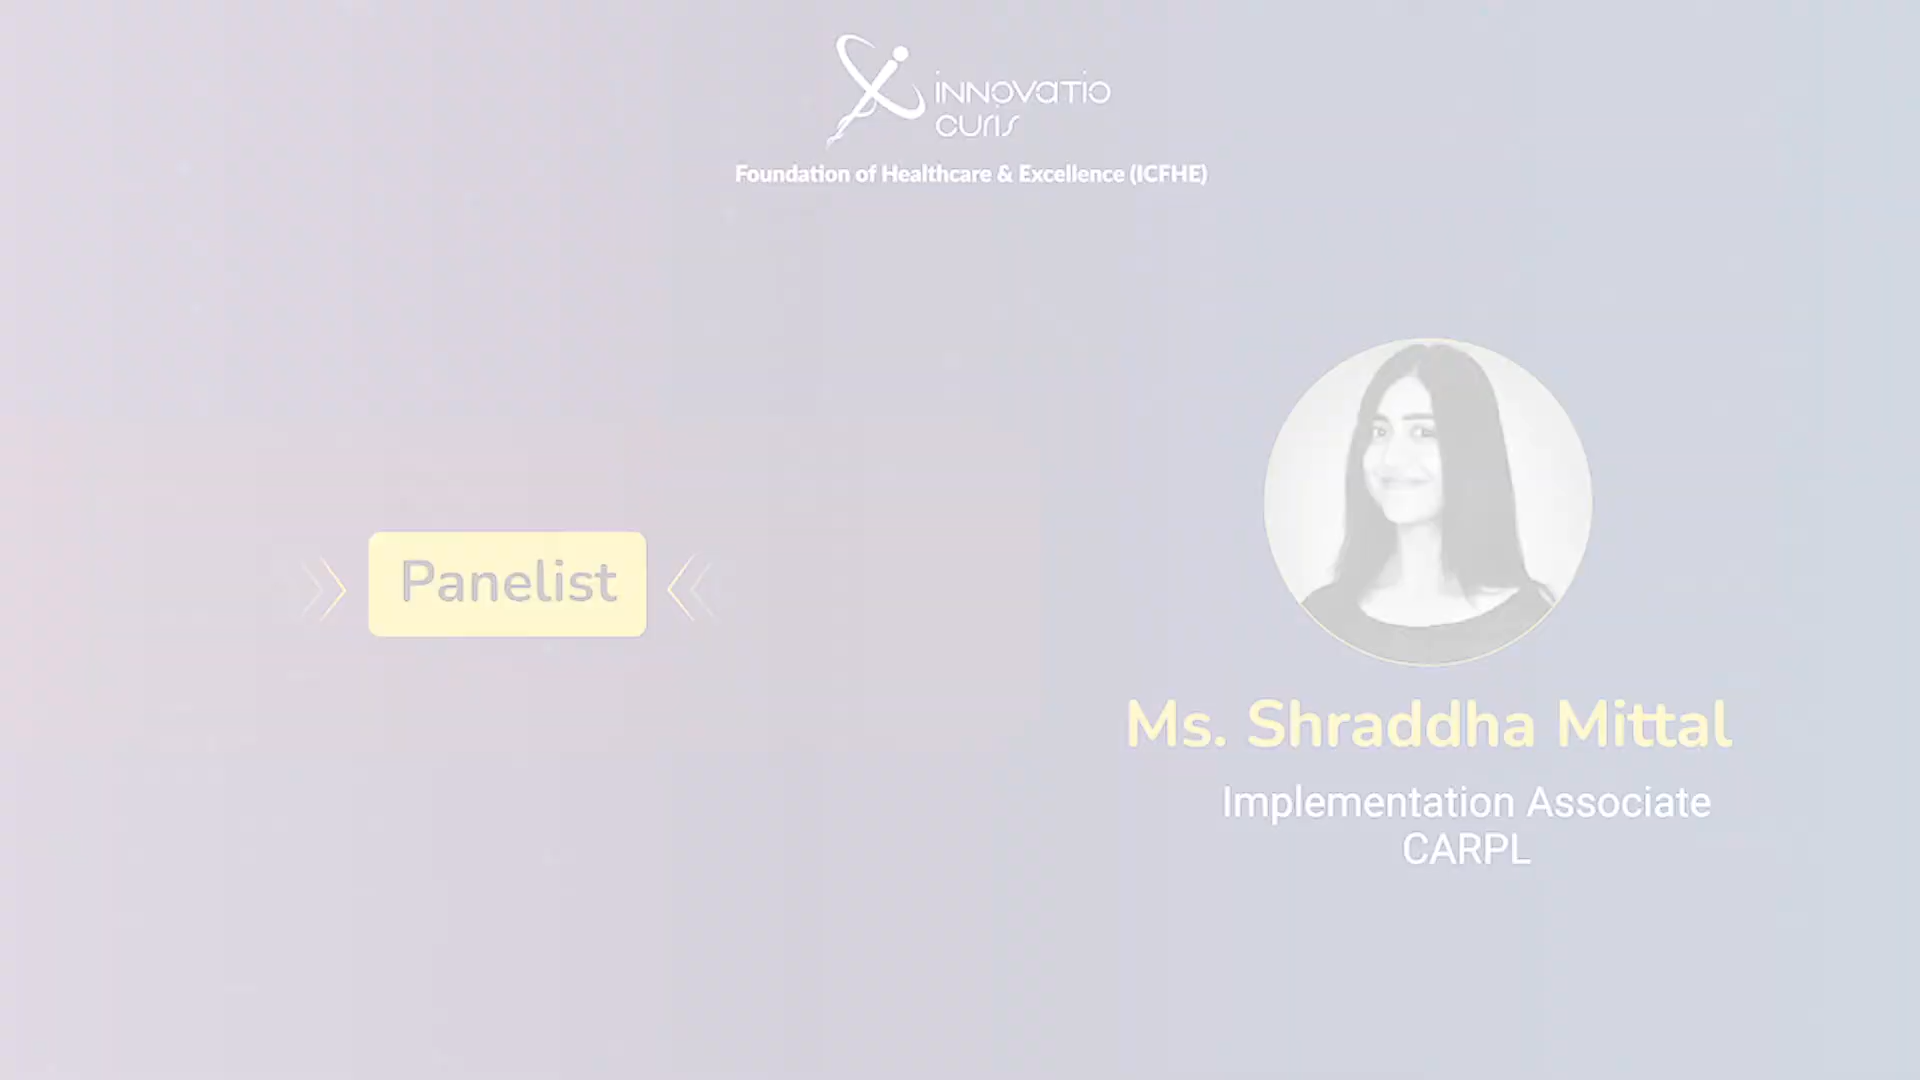 INNOVATIO
CURIS
Foundation of Healthcare & Excellence (ICFHE)
Panelist
Ms. Shraddha Mittal
Implementation Associate
CARPL